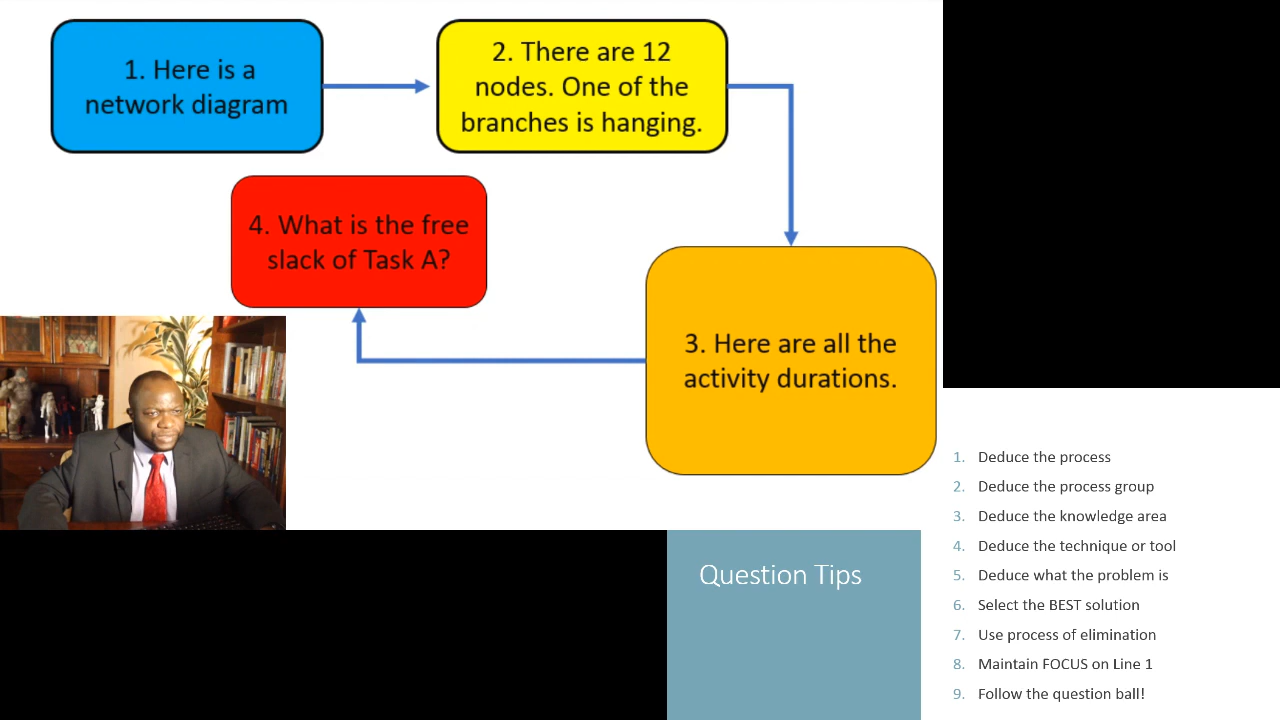 1. Here is a
network diagram
2. There are 12
nodes. One of the
branches is hanging.
3. Here are all the
activity durations.
4. What is the free
slack of Task A?
Question Tips
1. Deduce the process
2. Deduce the process group
3. Deduce the knowledge area
4. Deduce the technique or tool
5. Deduce what the problem is
6. Select the BEST solution
7. Use process of elimination
8. Maintain FOCUS on Line 1
9. Follow the question ball!